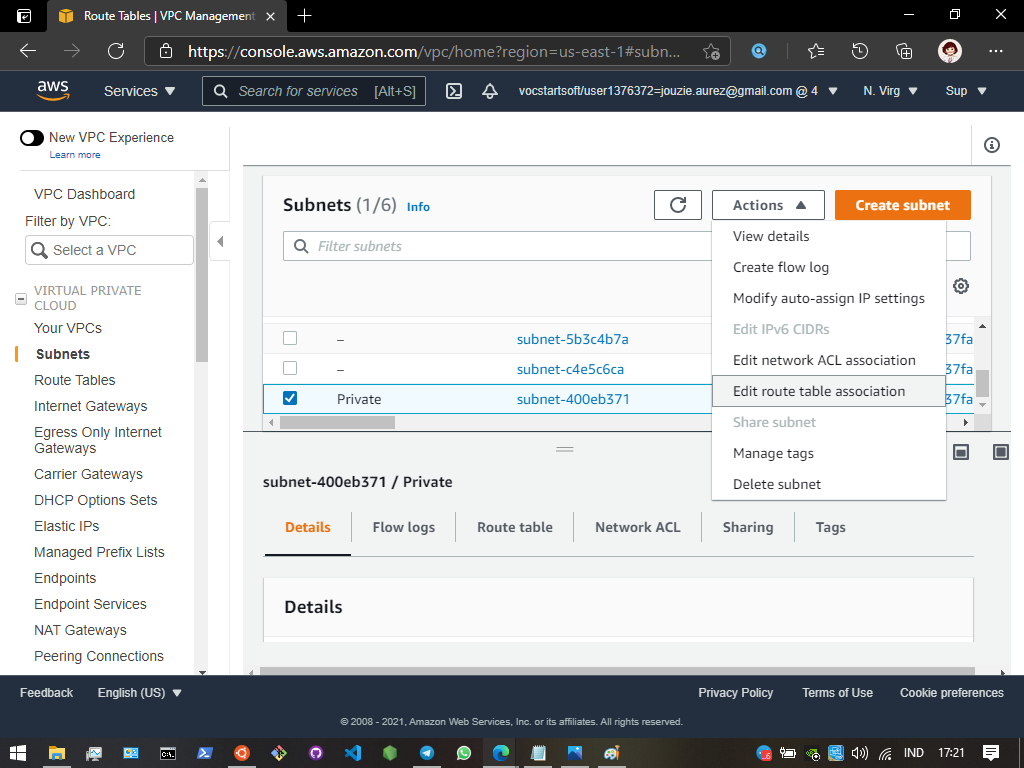 Route Tables | VPC Management
https://console.aws.amazon.com/vpc/home?region=us-east-1#subn...
aws
Services
Search for services [Alt+S]
vocstartsoft/user1376372=jouzie.aurez@gmail.com @ 4
N. Virg
Sup
New VPC Experience
Learn more
VPC Dashboard
Filter by VPC:
Select a VPC
VIRTUAL PRIVATE
CLOUD
Your VPCs
Subnets
Route Tables
Internet Gateways
Egress Only Internet
Gateways
Carrier Gateways
DHCP Options Sets
Elastic IPs
Managed Prefix Lists
Endpoints
Endpoint Services
NAT Gateways
Peering Connections
Subnets (1/6) Info
Actions
Create subnet
Filter subnets
View details
Create flow log
Modify auto-assign IP settings
Edit IPv6 CIDRs
Edit network ACL association
Edit route table association
Share subnet
Manage tags
Delete subnet
– subnet-5b3c4b7a 37fa
– subnet-c4e5c6ca 37fa
Private subnet-400eb371 37fa
subnet-400eb371 / Private
Details
Flow logs
Route table
Network ACL
Sharing
Tags
Details
Feedback
English (US)
Privacy Policy
Terms of Use
Cookie preferences
© 2008 - 2021, Amazon Web Services, Inc. or its affiliates. All rights reserved.
IND
17:21